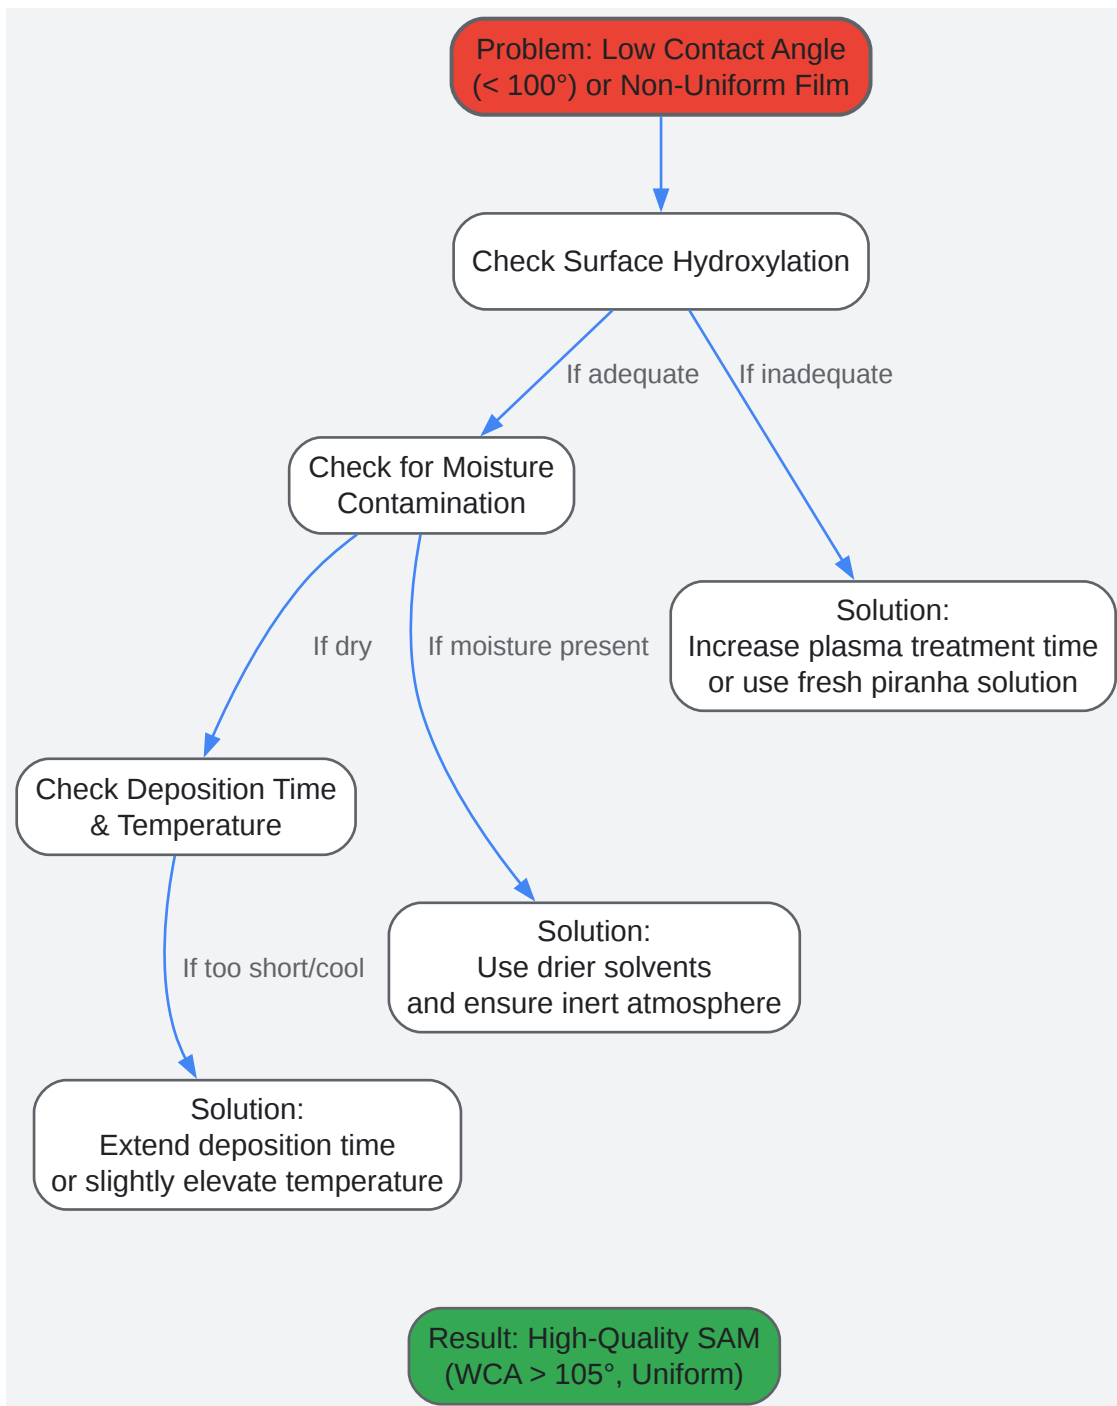 Problem: Low Contact Angle
(< 100°) or Non-Uniform Film
Check Surface Hydroxylation
If adequate
If inadequate
Check for Moisture
Contamination
Solution:
Increase plasma treatment time
or use fresh piranha solution
If dry
If moisture present
Check Deposition Time
& Temperature
Solution:
Use drier solvents
and ensure inert atmosphere
If too short/cool
Solution:
Extend deposition time
or slightly elevate temperature
Result: High-Quality SAM
(WCA > 105°, Uniform)